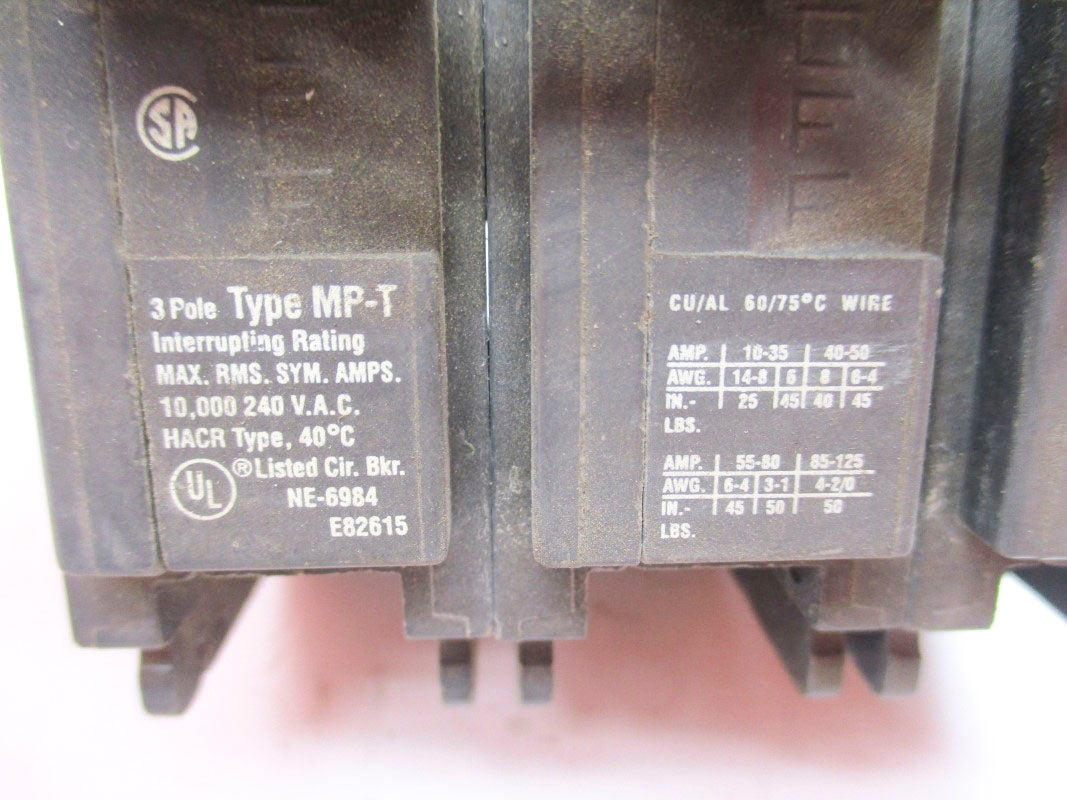 SA
3 Pole Type MP-T
Interrupting Rating
MAX. RMS. SYM. AMPS.
10,000 240 V.A.C.
HACR Type, 40°C
UL ® Listed Cir. Bkr.
NE-6984
E82615
CU/AL 60/75°C WIRE
AMP. 10-35 40-50
AWG. 14-8 6 8 6-4
IN.- 25 45 40 45
LBS.
AMP. 55-80 85-125
AWG. 6-4 3-1 4-2/0
IN.- 45 50 50
LBS.